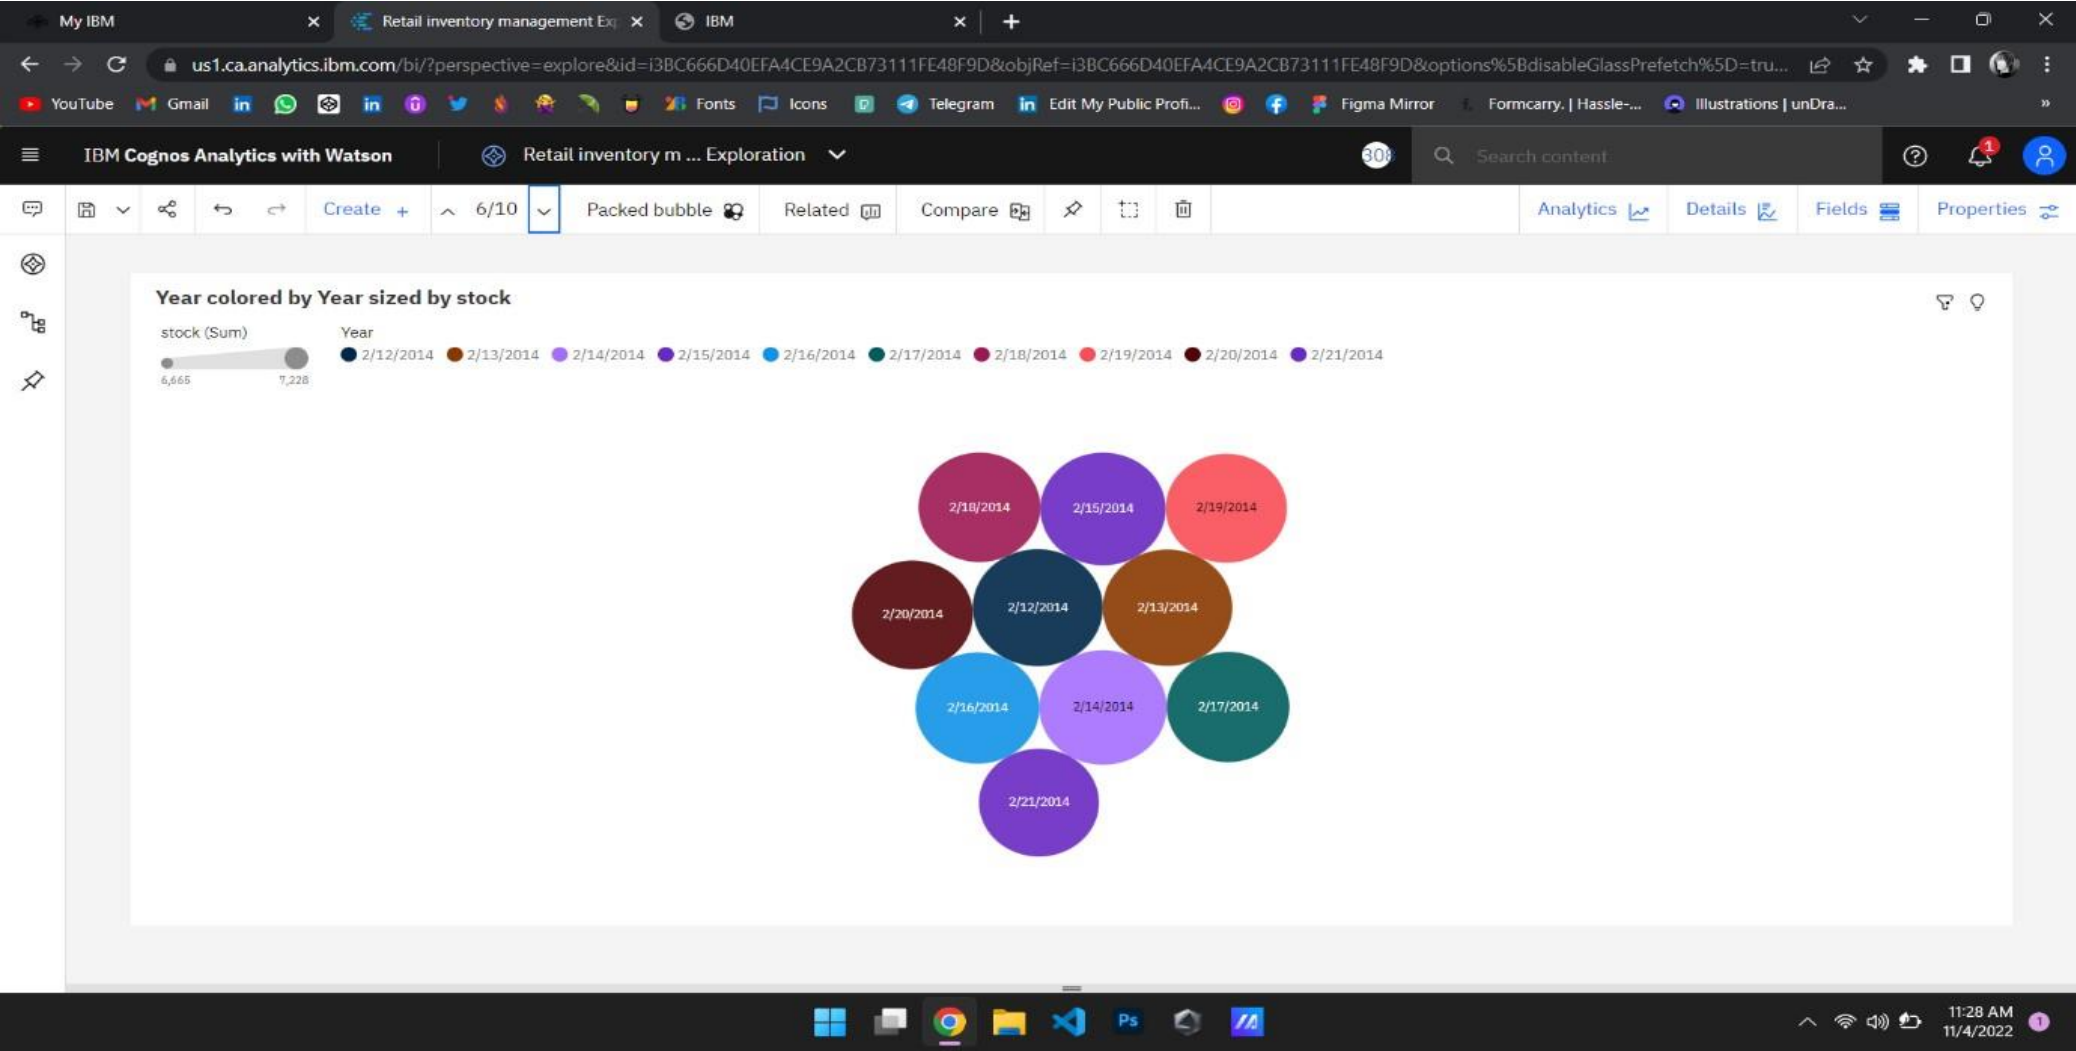 My IBM
Retail inventory management Exp
IBM
us1.ca.analytics.ibm.com/bi/?perspective=explore&id=i3BC666D40EFA4CE9A2CB73111FE48F9D&objRef=i3BC666D40EFA4CE9A2CB73111FE48F9D&options%5BdisableGlassPrefetch%5D=tru...
YouTube Gmail Fonts Icons Telegram Edit My Public Profi... Figma Mirror Formcarry. | Hassle-... Illustrations | unDra... »
IBM Cognos Analytics with Watson Retail inventory m ... Exploration 308 Search content 1
Create + 6/10 Packed bubble Related Compare Analytics Details Fields Properties
Year colored by Year sized by stock
stock (Sum) Year
2/12/2014 2/13/2014 2/14/2014 2/15/2014 2/16/2014 2/17/2014 2/18/2014 2/19/2014 2/20/2014 2/21/2014
6,665 7,228
2/18/2014 2/15/2014 2/19/2014
2/20/2014 2/12/2014 2/13/2014
2/16/2014 2/14/2014 2/17/2014
2/21/2014
Ps
11:28 AM
11/4/2022 1